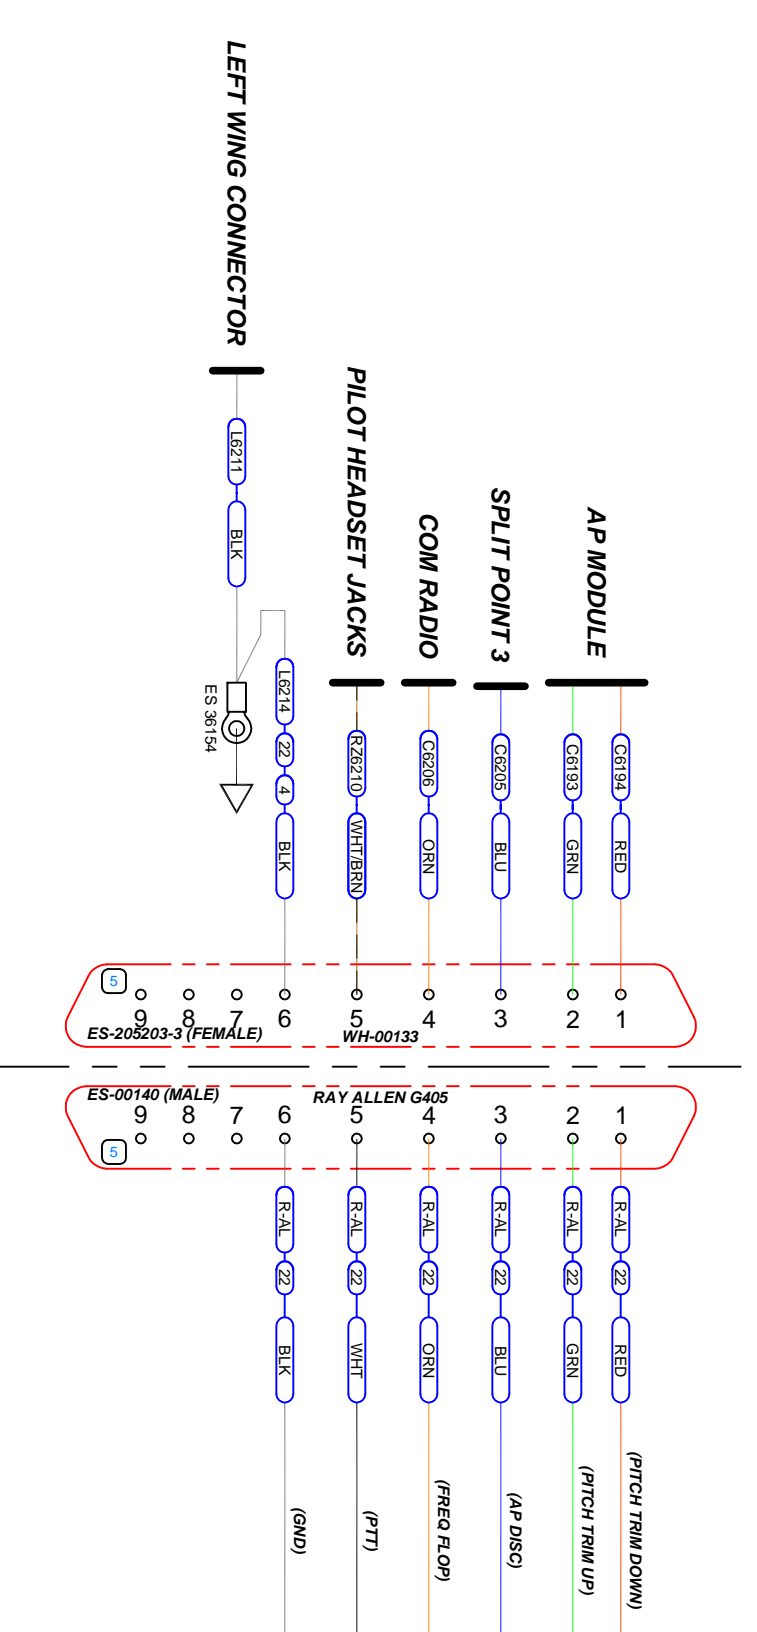 LEFT WING CONNECTOR
PILOT HEADSET JACKS
COM RADIO
SPLIT POINT 3
AP MODULE
L6211
BLK
ES 36154
L6214
22
4
BLK
RZ6210
WHT/BRN
C6206
ORN
C6205
BLU
C6193
GRN
C6194
RED
5
9 8 7 6 5 4 3 2 1
ES-205203-3 (FEMALE)
WH-00133
ES-00140 (MALE)
RAY ALLEN G405
9 8 7 6 5 4 3 2 1
5
R-AL
22
BLK
(GND)
R-AL
22
WHT
(PTT)
R-AL
22
ORN
(FREQ FLOP)
R-AL
22
BLU
(AP DISC)
R-AL
22
GRN
(PITCH TRIM UP)
R-AL
22
RED
(PITCH TRIM DOWN)